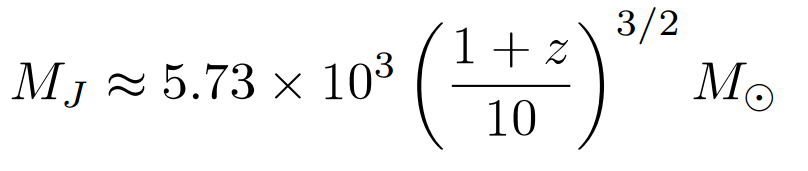 M_J ≈ 5.73 × 10^3 ((1 + z)/10)^{3/2} M_⊙